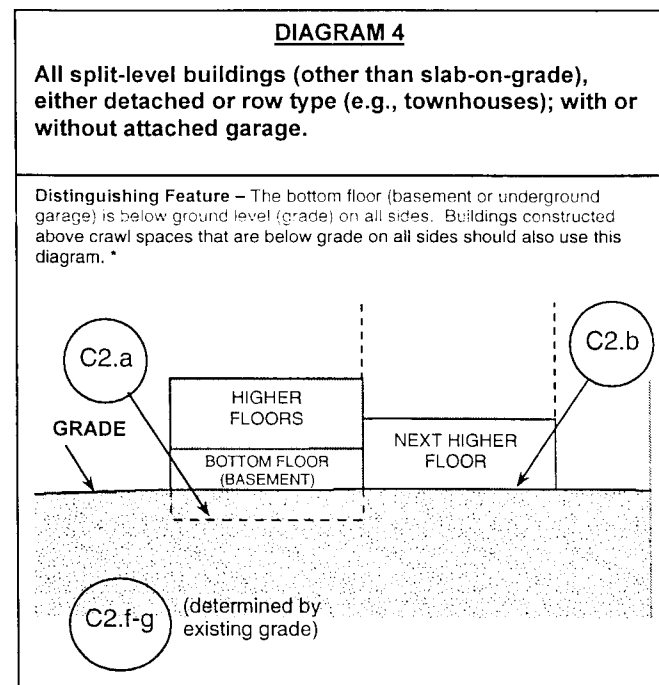 DIAGRAM 4
All split-level buildings (other than slab-on-grade),
either detached or row type (e.g., townhouses); with or
without attached garage.
Distinguishing Feature – The bottom floor (basement or underground
garage) is below ground level (grade) on all sides. Buildings constructed
above crawl spaces that are below grade on all sides should also use this
diagram. *
C2.a
C2.b
HIGHER
FLOORS
GRADE
NEXT HIGHER
FLOOR
BOTTOM FLOOR
(BASEMENT)
C2.f-g
(determined by
existing grade)